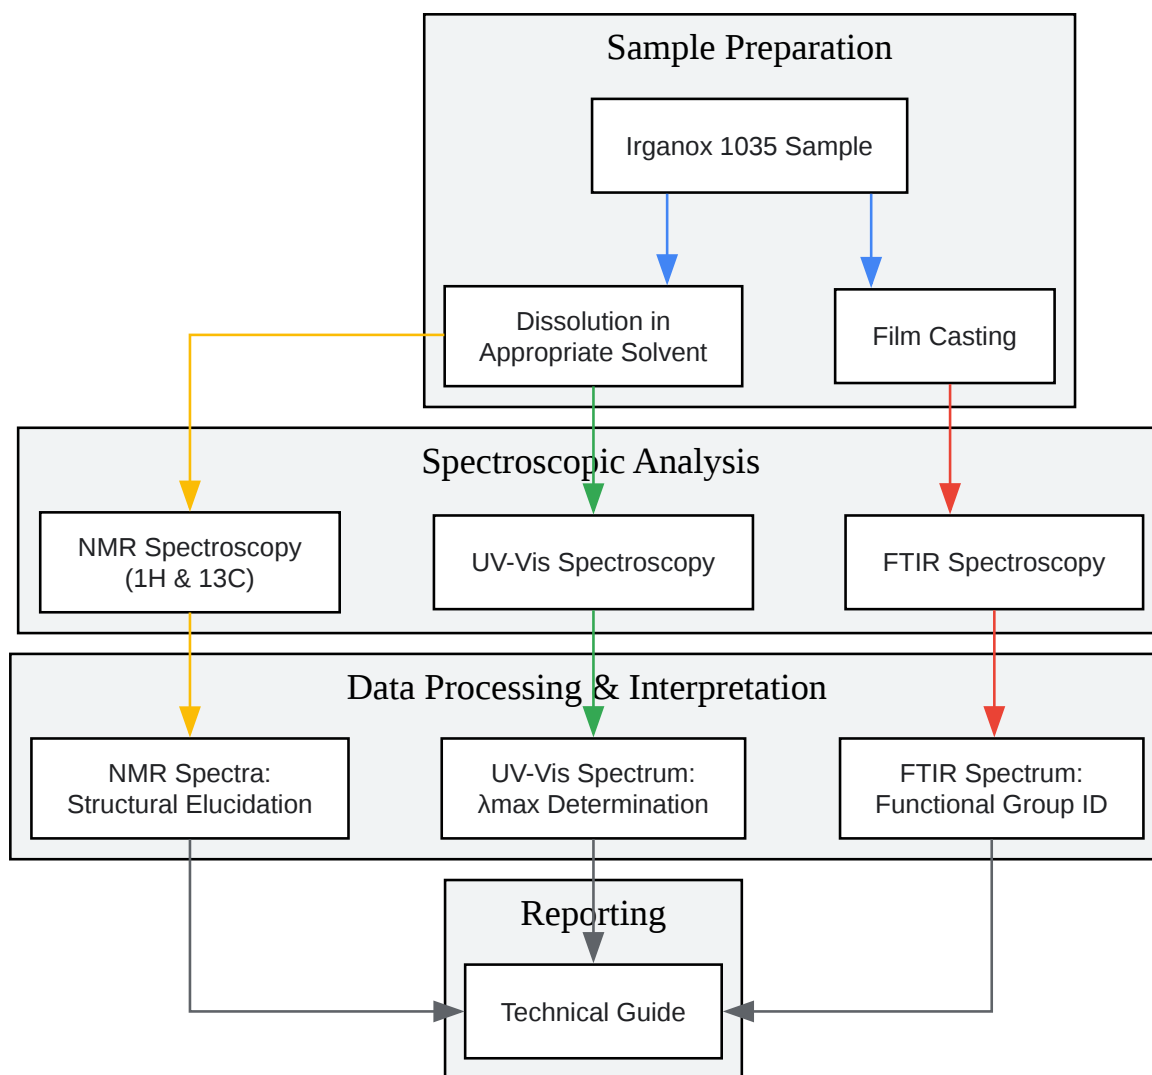 Sample Preparation
Irganox 1035 Sample
Dissolution in
Appropriate Solvent
Film Casting
Spectroscopic Analysis
NMR Spectroscopy
(1H & 13C)
UV-Vis Spectroscopy
FTIR Spectroscopy
Data Processing & Interpretation
NMR Spectra:
Structural Elucidation
UV-Vis Spectrum:
λmax Determination
FTIR Spectrum:
Functional Group ID
Reporting
Technical Guide